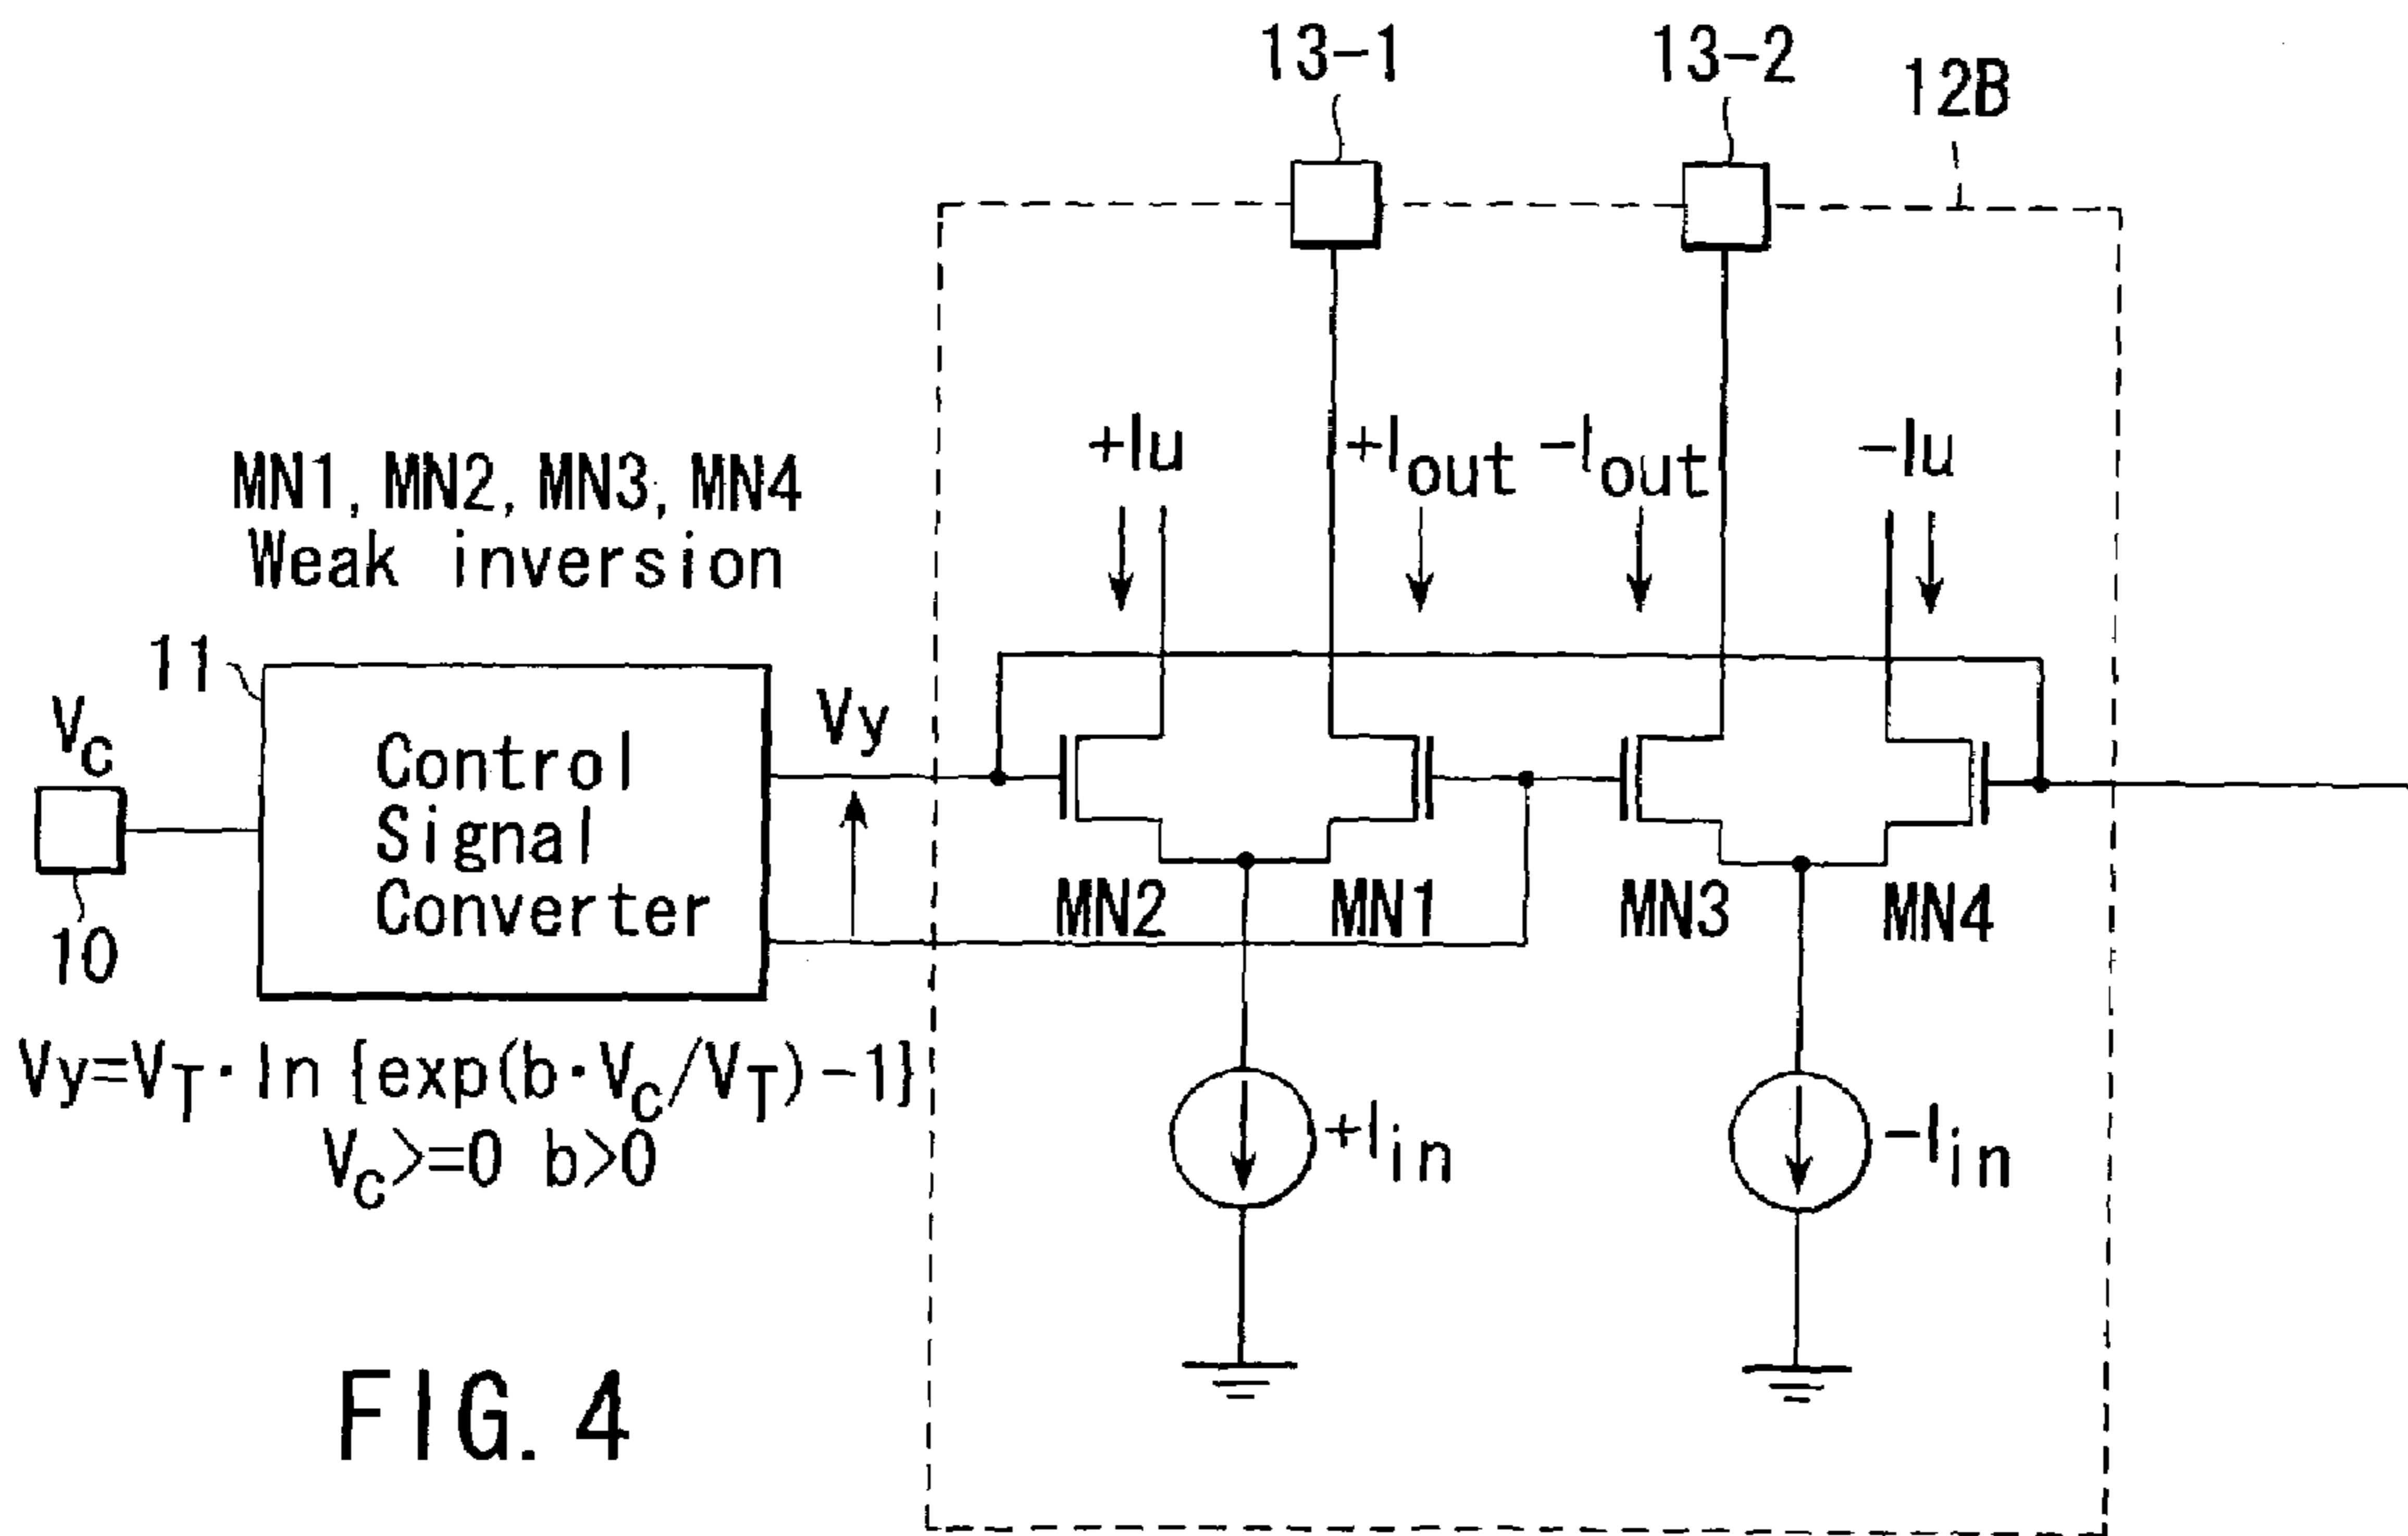 13-1
13-2
12B
+Iu
+Iout
-Iout
-Iu
MN1, MN2, MN3, MN4
Weak inversion
11
Vc
Control
Signal
Converter
Vy
10
MN2
MN1
MN3
MN4
Vy=VT·ln {exp(b·Vc/VT)-1}
Vc>=0 b>0
+Iin
-Iin
FIG. 4